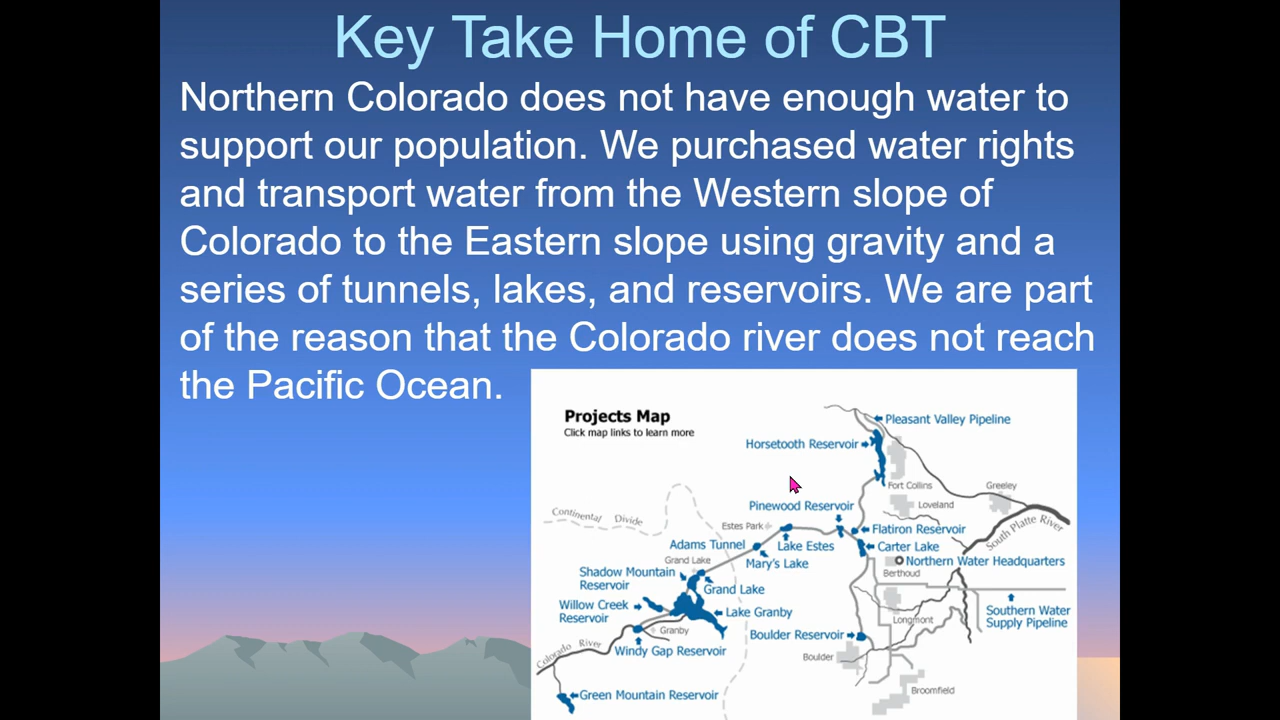 Key Take Home of CBT
Northern Colorado does not have enough water to
support our population. We purchased water rights
and transport water from the Western slope of
Colorado to the Eastern slope using gravity and a
series of tunnels, lakes, and reservoirs. We are part
of the reason that the Colorado river does not reach
the Pacific Ocean.
Projects Map
Click map links to learn more
Pleasant Valley Pipeline
Horsetooth Reservoir
Fort Collins
Greeley
Loveland
Pinewood Reservoir
Continental Divide
Estes Park
Flatiron Reservoir
South Platte River
Adams Tunnel
Lake Estes
Carter Lake
Mary's Lake
Northern Water Headquarters
Grand Lake
Berthoud
Shadow Mountain
Reservoir
Grand Lake
Willow Creek
Reservoir
Lake Granby
Southern Water
Supply Pipeline
Longmont
Granby
Boulder Reservoir
Colorado River
Windy Gap Reservoir
Boulder
Green Mountain Reservoir
Broomfield